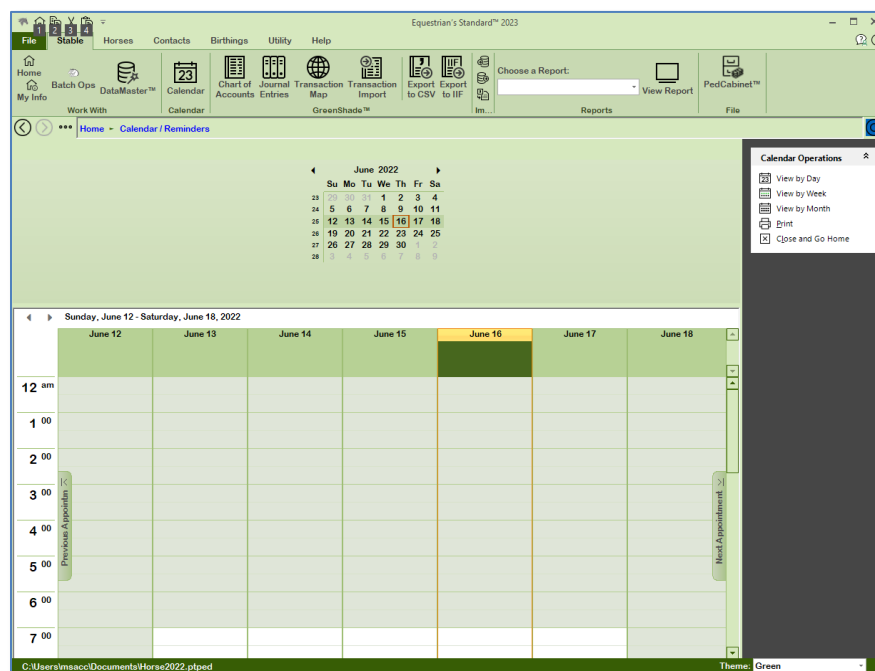 Equestrian's Standard™ 2023
1 2 3 4
File Stable Horses Contacts Birthings Utility Help
Home
My Info
Batch Ops
DataMaster™
Work With
23
Calendar
Calendar
Chart of Accounts
Journal Entries
Transaction Map
Transaction Import
GreenShade™
Export to CSV
IIF
Export to IIF
Im...
Choose a Report:
View Report
Reports
PedCabinet™
File
••• Home - Calendar / Reminders
June 2022
Su Mo Tu We Th Fr Sa
23 29 30 31 1 2 3 4
24 5 6 7 8 9 10 11
25 12 13 14 15 16 17 18
26 19 20 21 22 23 24 25
27 26 27 28 29 30 1 2
28 3 4 5 6 7 8 9
Calendar Operations
23 View by Day
View by Week
View by Month
Print
Close and Go Home
Sunday, June 12 - Saturday, June 18, 2022
June 12 June 13 June 14 June 15 June 16 June 17 June 18
12 am
1 00
2 00
3 00
4 00
5 00
6 00
7 00
Previous Appointm
Next Appointment
C:\Users\msacc\Documents\Horse2022.ptped
Theme: Green